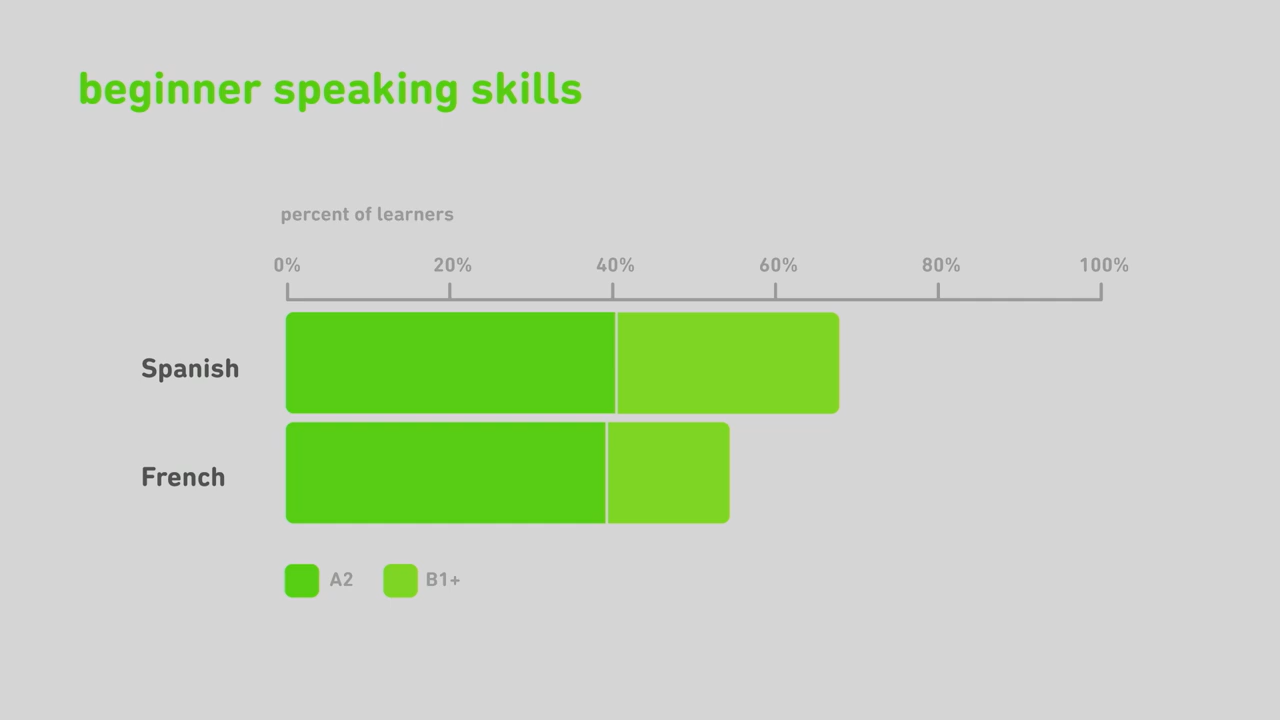 beginner speaking skills
percent of learners
0% 20% 40% 60% 80% 100%
Spanish
French
A2 B1+